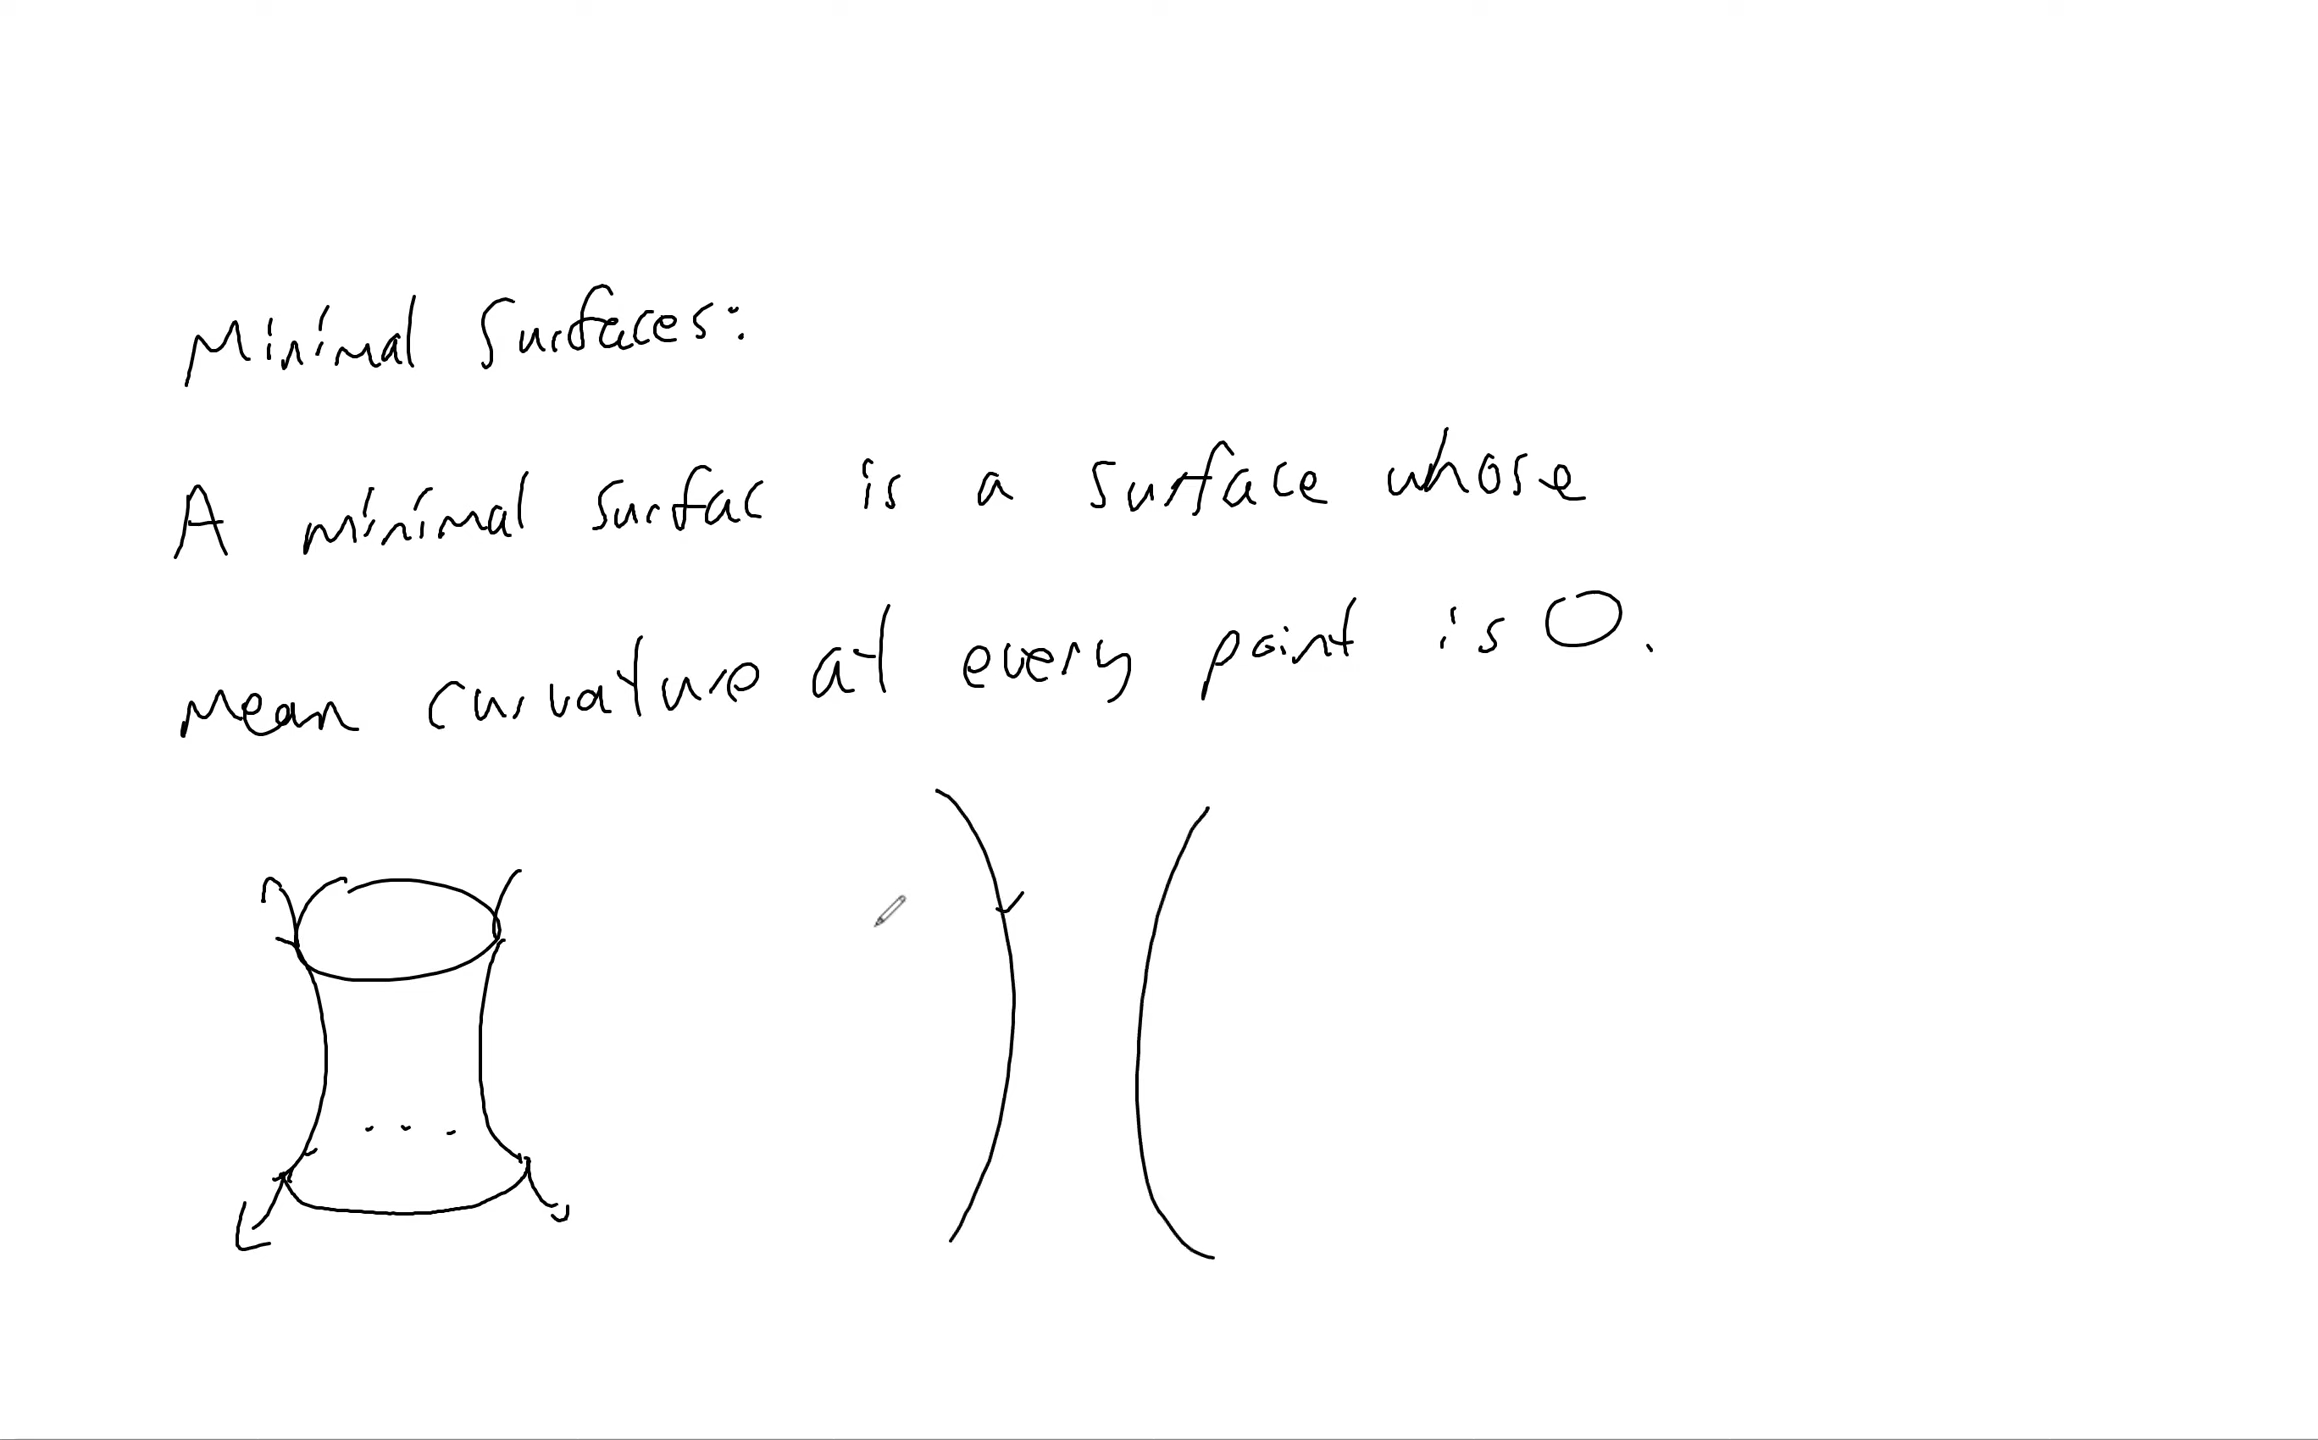 Minimal Surfaces:
A minimal surfac is a surface whose
mean curvature at every point is 0.